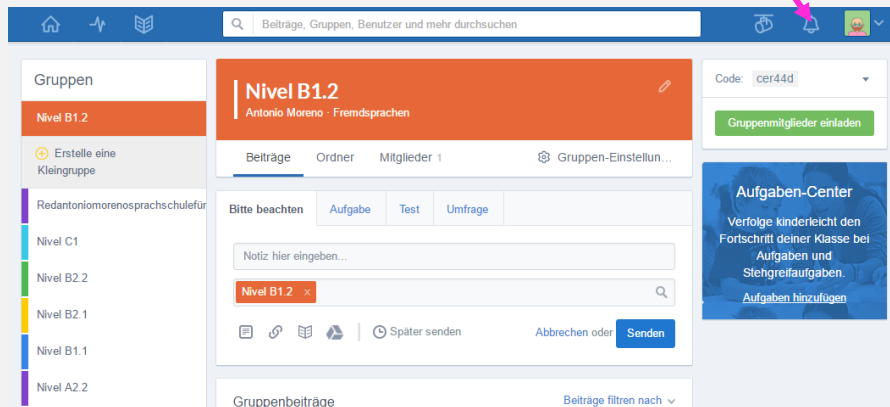 Beiträge, Gruppen, Benutzer und mehr durchsuchen
Gruppen
Nivel B1.2
Erstelle eine
Kleingruppe
Redantoniomorenosprachschulefür
Nivel C1
Nivel B2.2
Nivel B2.1
Nivel B1.1
Nivel A2.2
Nivel B1.2
Antonio Moreno · Fremdsprachen
Beiträge Ordner Mitglieder 1 Gruppen-Einstellun...
Bitte beachten Aufgabe Test Umfrage
Notiz hier eingeben...
Nivel B1.2 ×
Später senden Abbrechen oder Senden
Gruppenbeiträge Beiträge filtren nach
Code: cer44d
Gruppenmitglieder einladen
Aufgaben-Center
Verfolge kinderleicht den
Fortschritt deiner Klasse bei
Aufgaben und
Stehgreifaufgaben.
Aufgaben hinzufügen